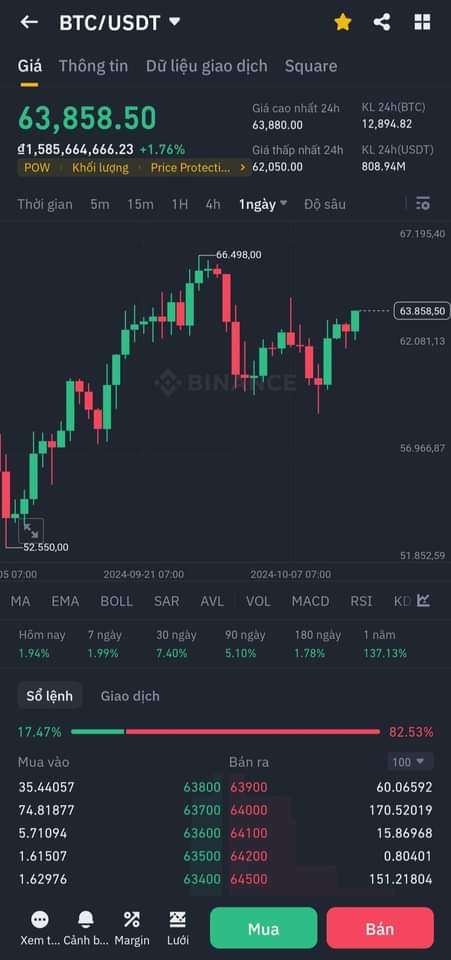 BTC/USDT
Giá Thông tin Dữ liệu giao dịch Square
63,858.50
₫1,585,664,666.23 +1.76%
POW Khối lượng Price Protecti...
Giá cao nhất 24h KL 24h(BTC)
63,880.00 12,894.82
Giá thấp nhất 24h KL 24h(USDT)
62,050.00 808.94M
Thời gian 5m 15m 1H 4h 1ngày Độ sâu
67.195,40
66.498,00
63.858,50
62.081,13
BINANCE
56.966,87
52.550,00
51.852,59
05 07:00 2024-09-21 07:00 2024-10-07 07:00
MA EMA BOLL SAR AVL VOL MACD RSI KD
Hôm nay 7 ngày 30 ngày 90 ngày 180 ngày 1 năm
1.94% 1.99% 7.40% 5.10% 1.78% 137.13%
Sổ lệnh Giao dịch
17.47% 82.53%
Mua vào Bán ra 100
35.44057 63800 63900 60.06592
74.81877 63700 64000 170.52019
5.71094 63600 64100 15.86968
1.61507 63500 64200 0.80401
1.62976 63400 64500 151.21804
Xem t... Cảnh b... Margin Lưới Mua Bán